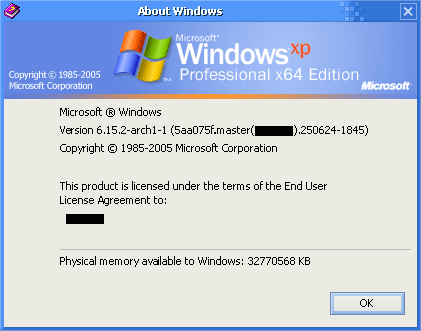 About Windows
Microsoft®
Windows xp
Professional x64 Edition
Copyright © 1985-2005
Microsoft Corporation
Microsoft
Microsoft ® Windows
Version 6.15.2-arch1-1 (5aa075f.master( ).250624-1845)
Copyright © 1985-2005 Microsoft Corporation
This product is licensed under the terms of the End User
License Agreement to:
Physical memory available to Windows: 32770568 KB
OK